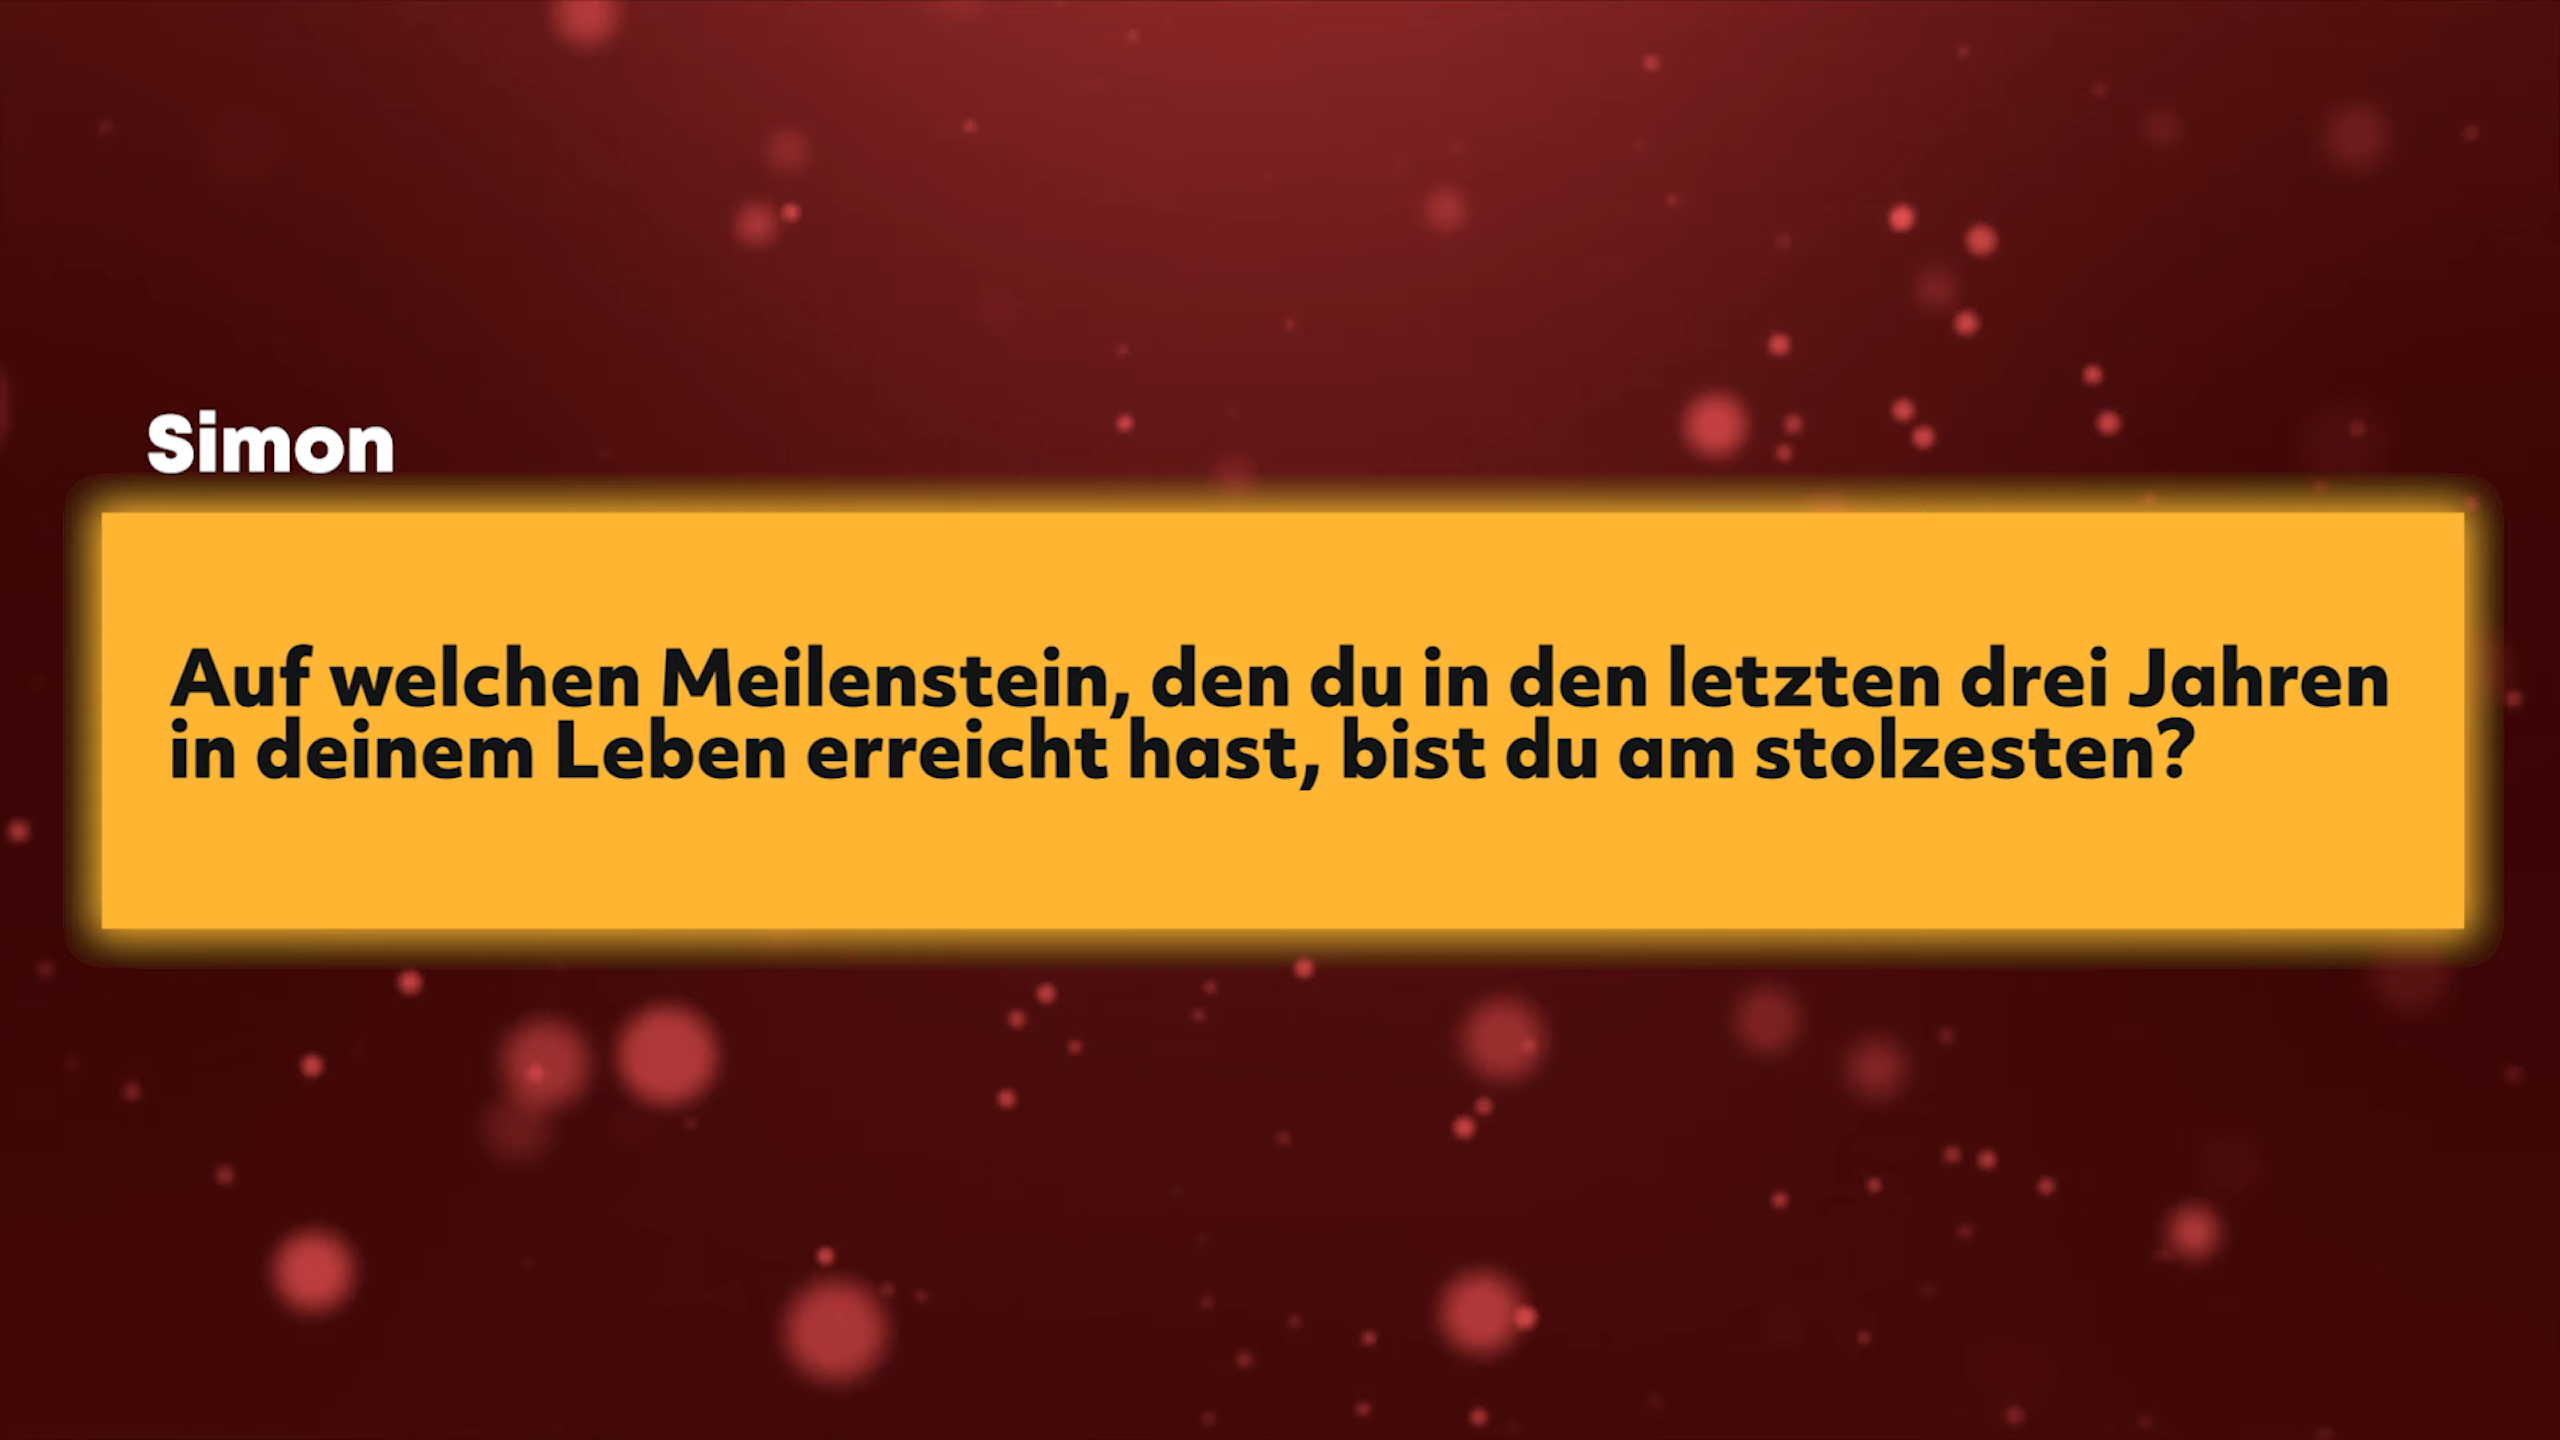 Simon
Auf welchen Meilenstein, den du in den letzten drei Jahren
in deinem Leben erreicht hast, bist du am stolzesten?